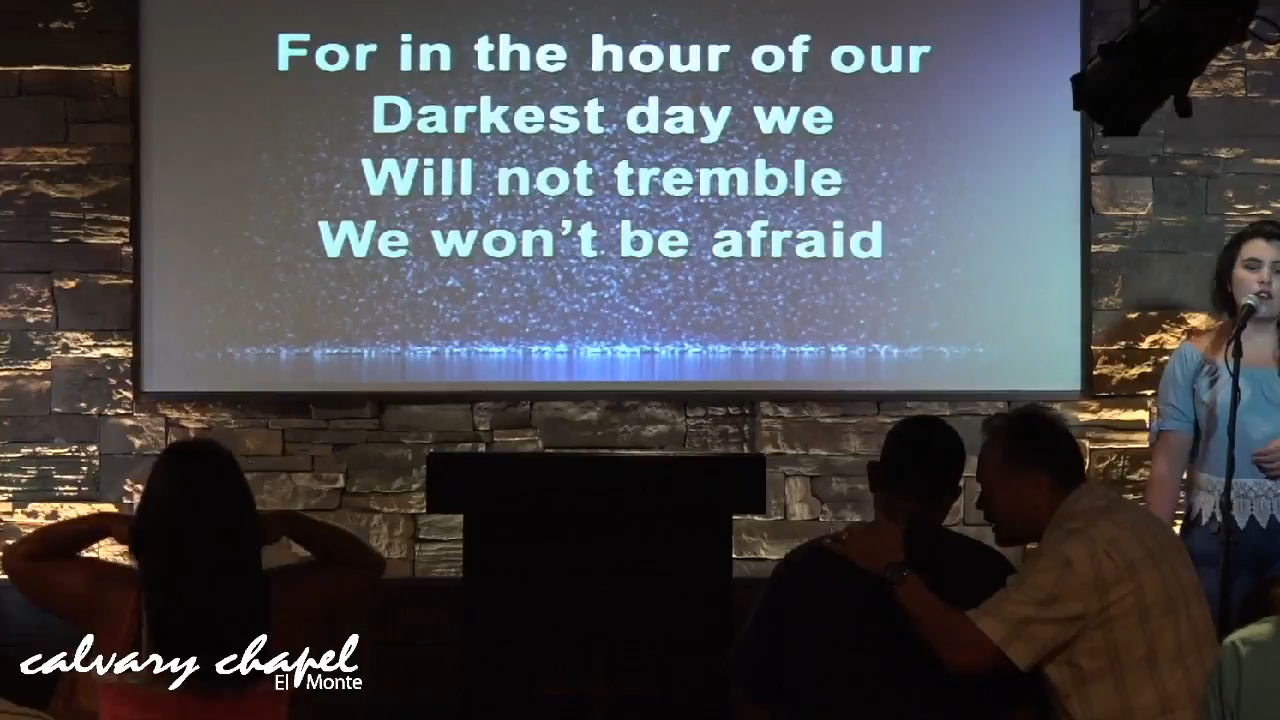 For in the hour of our
Darkest day we
Will not tremble
We won't be afraid
calvary chapel
El Monte